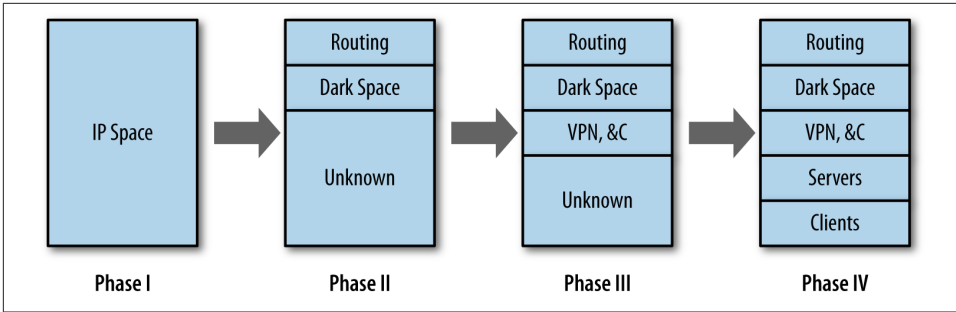 IP Space
Phase I
Routing
Dark Space
Unknown
Phase II
Routing
Dark Space
VPN, &C
Unknown
Phase III
Routing
Dark Space
VPN, &C
Servers
Clients
Phase IV